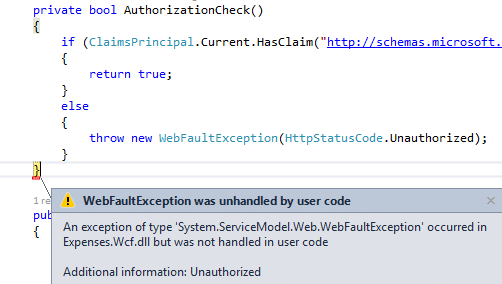 private bool AuthorizationCheck()
{
if (ClaimsPrincipal.Current.HasClaim("http://schemas.microsoft.
{
return true;
}
else
{
throw new WebFaultException(HttpStatusCode.Unauthorized);
}
}
WebFaultException was unhandled by user code
1 re
pu
{
An exception of type 'System.ServiceModel.Web.WebFaultException' occurred in
Expenses.Wcf.dll but was not handled in user code
Additional information: Unauthorized